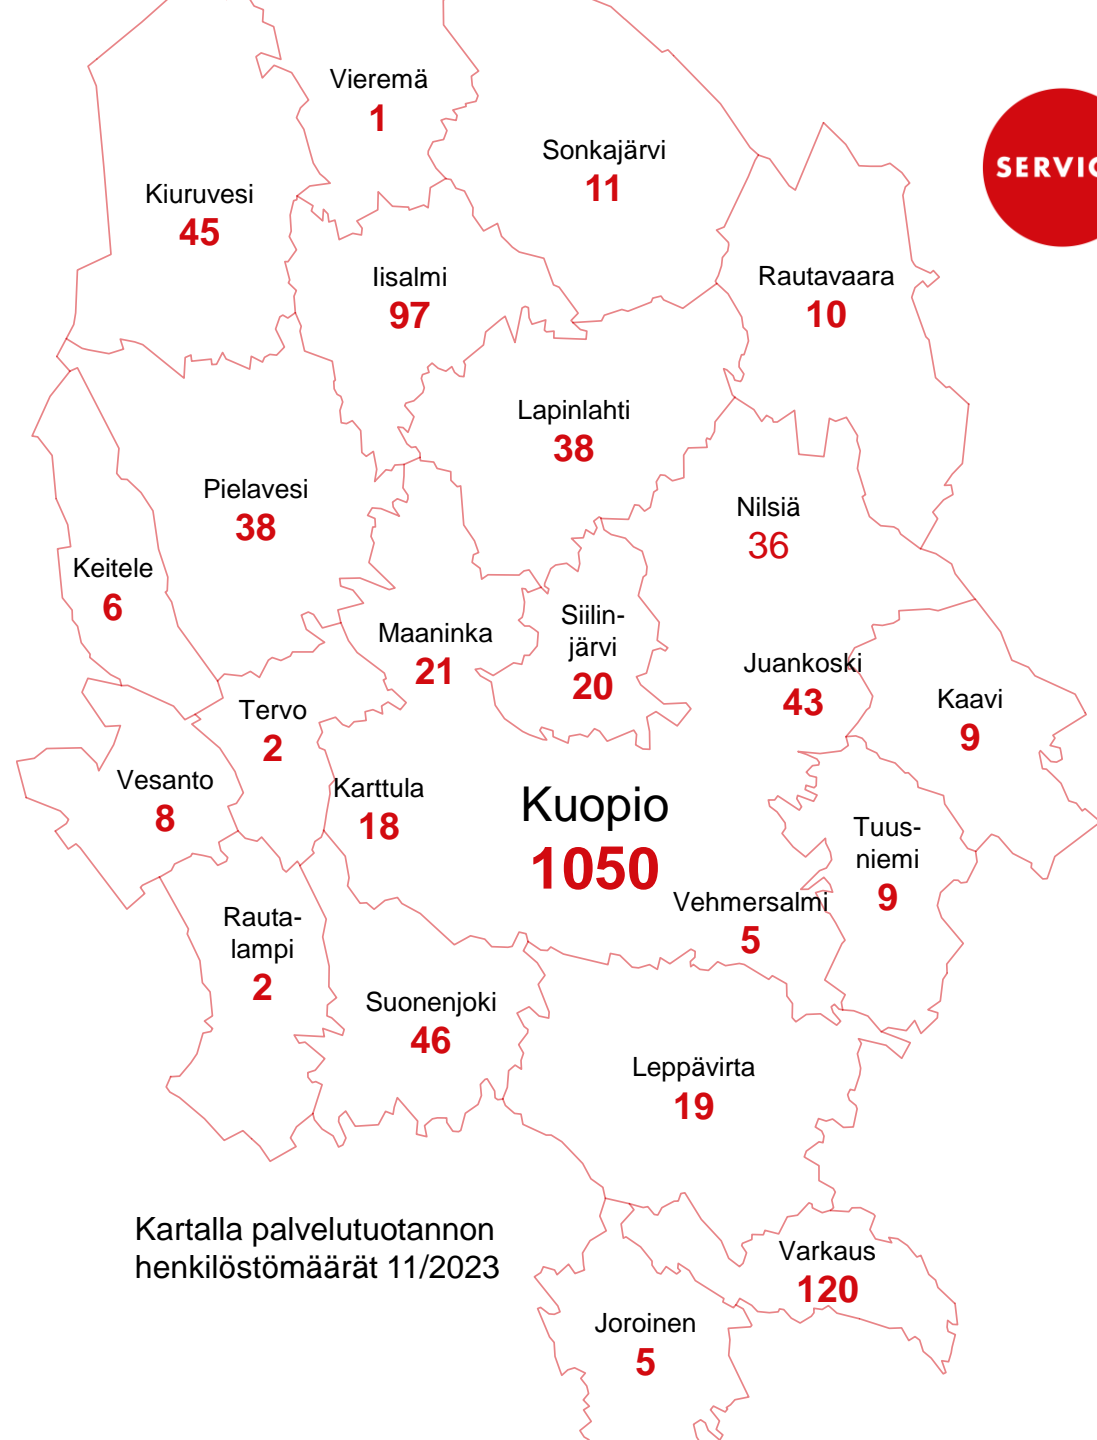 Vieremä
1
Sonkajärvi
11
SERVIC
Kiuruvesi
45
Iisalmi
97
Rautavaara
10
Lapinlahti
38
Pielavesi
38
Nilsiä
36
Keitele
6
Maaninka
21
Siilin-
järvi
20
Juankoski
43
Kaavi
9
Tervo
2
Vesanto
8
Karttula
18
Kuopio
1050
Tuus-
niemi
9
Vehmersalmi
5
Rauta-
lampi
2
Suonenjoki
46
Leppävirta
19
Kartalla palvelutuotannon
henkilöstömäärät 11/2023
Varkaus
120
Joroinen
5